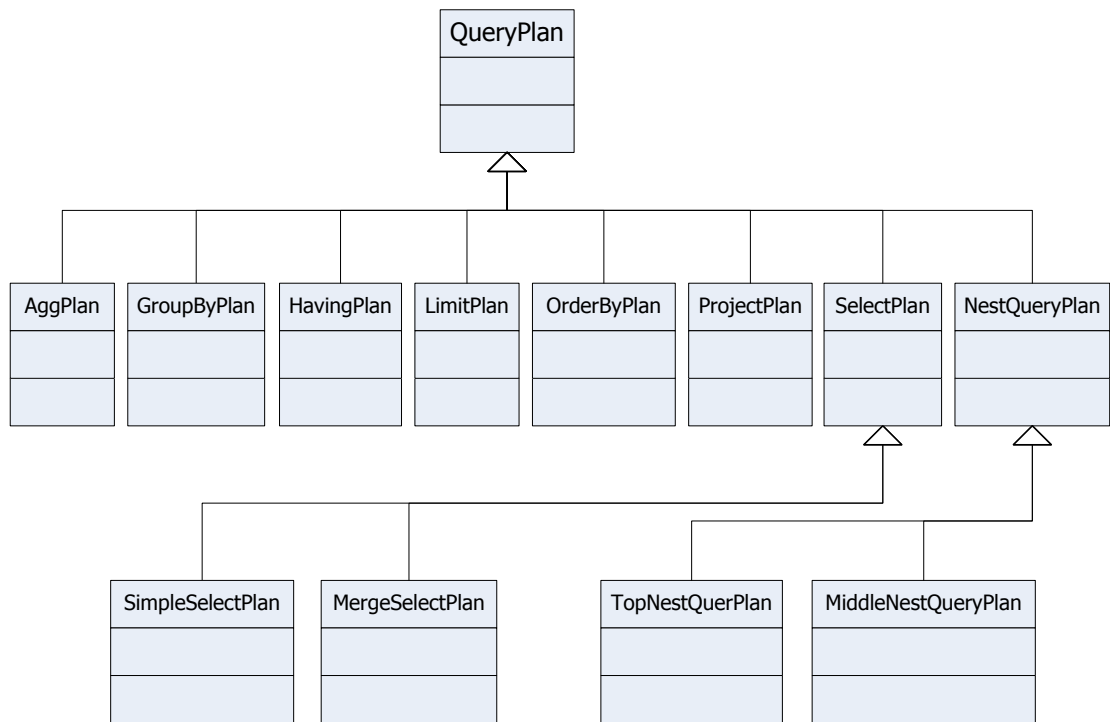 QueryPlan
AggPlan
GroupByPlan
HavingPlan
LimitPlan
OrderByPlan
ProjectPlan
SelectPlan
NestQueryPlan
SimpleSelectPlan
MergeSelectPlan
TopNestQuerPlan
MiddleNestQueryPlan